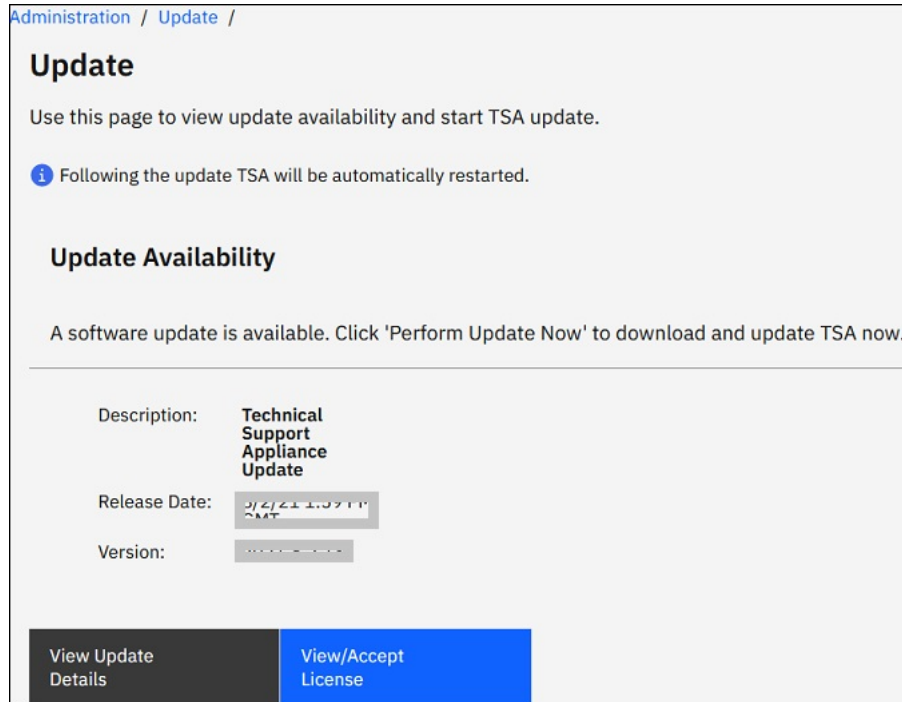 Administration / Update /
Update
Use this page to view update availability and start TSA update.
i Following the update TSA will be automatically restarted.
Update Availability
A software update is available. Click 'Perform Update Now' to download and update TSA now.
Description: Technical
Support
Appliance
Update
Release Date:
Version:
View Update
Details
View/Accept
License